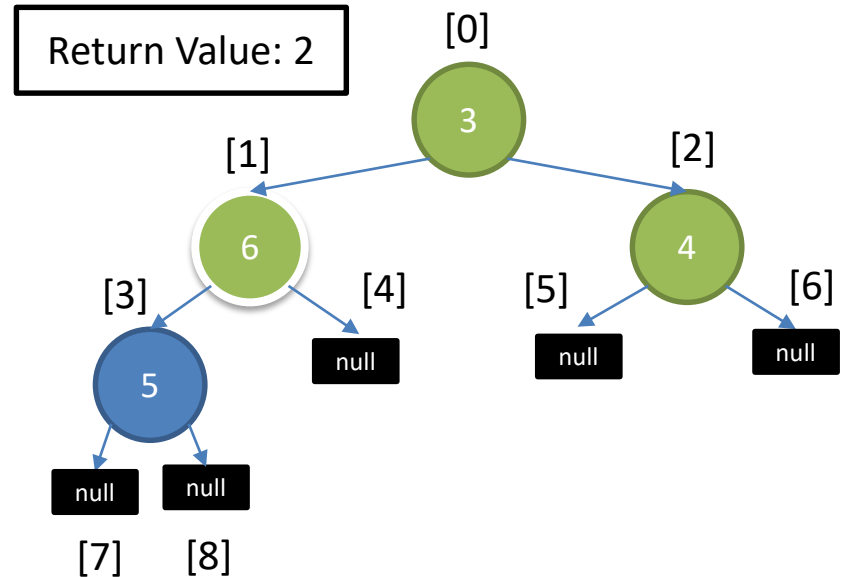 Return Value: 2
[0]
3
[1]
[2]
6
4
[3]
[4]
[5]
[6]
5
null
null
null
null
null
[7]
[8]